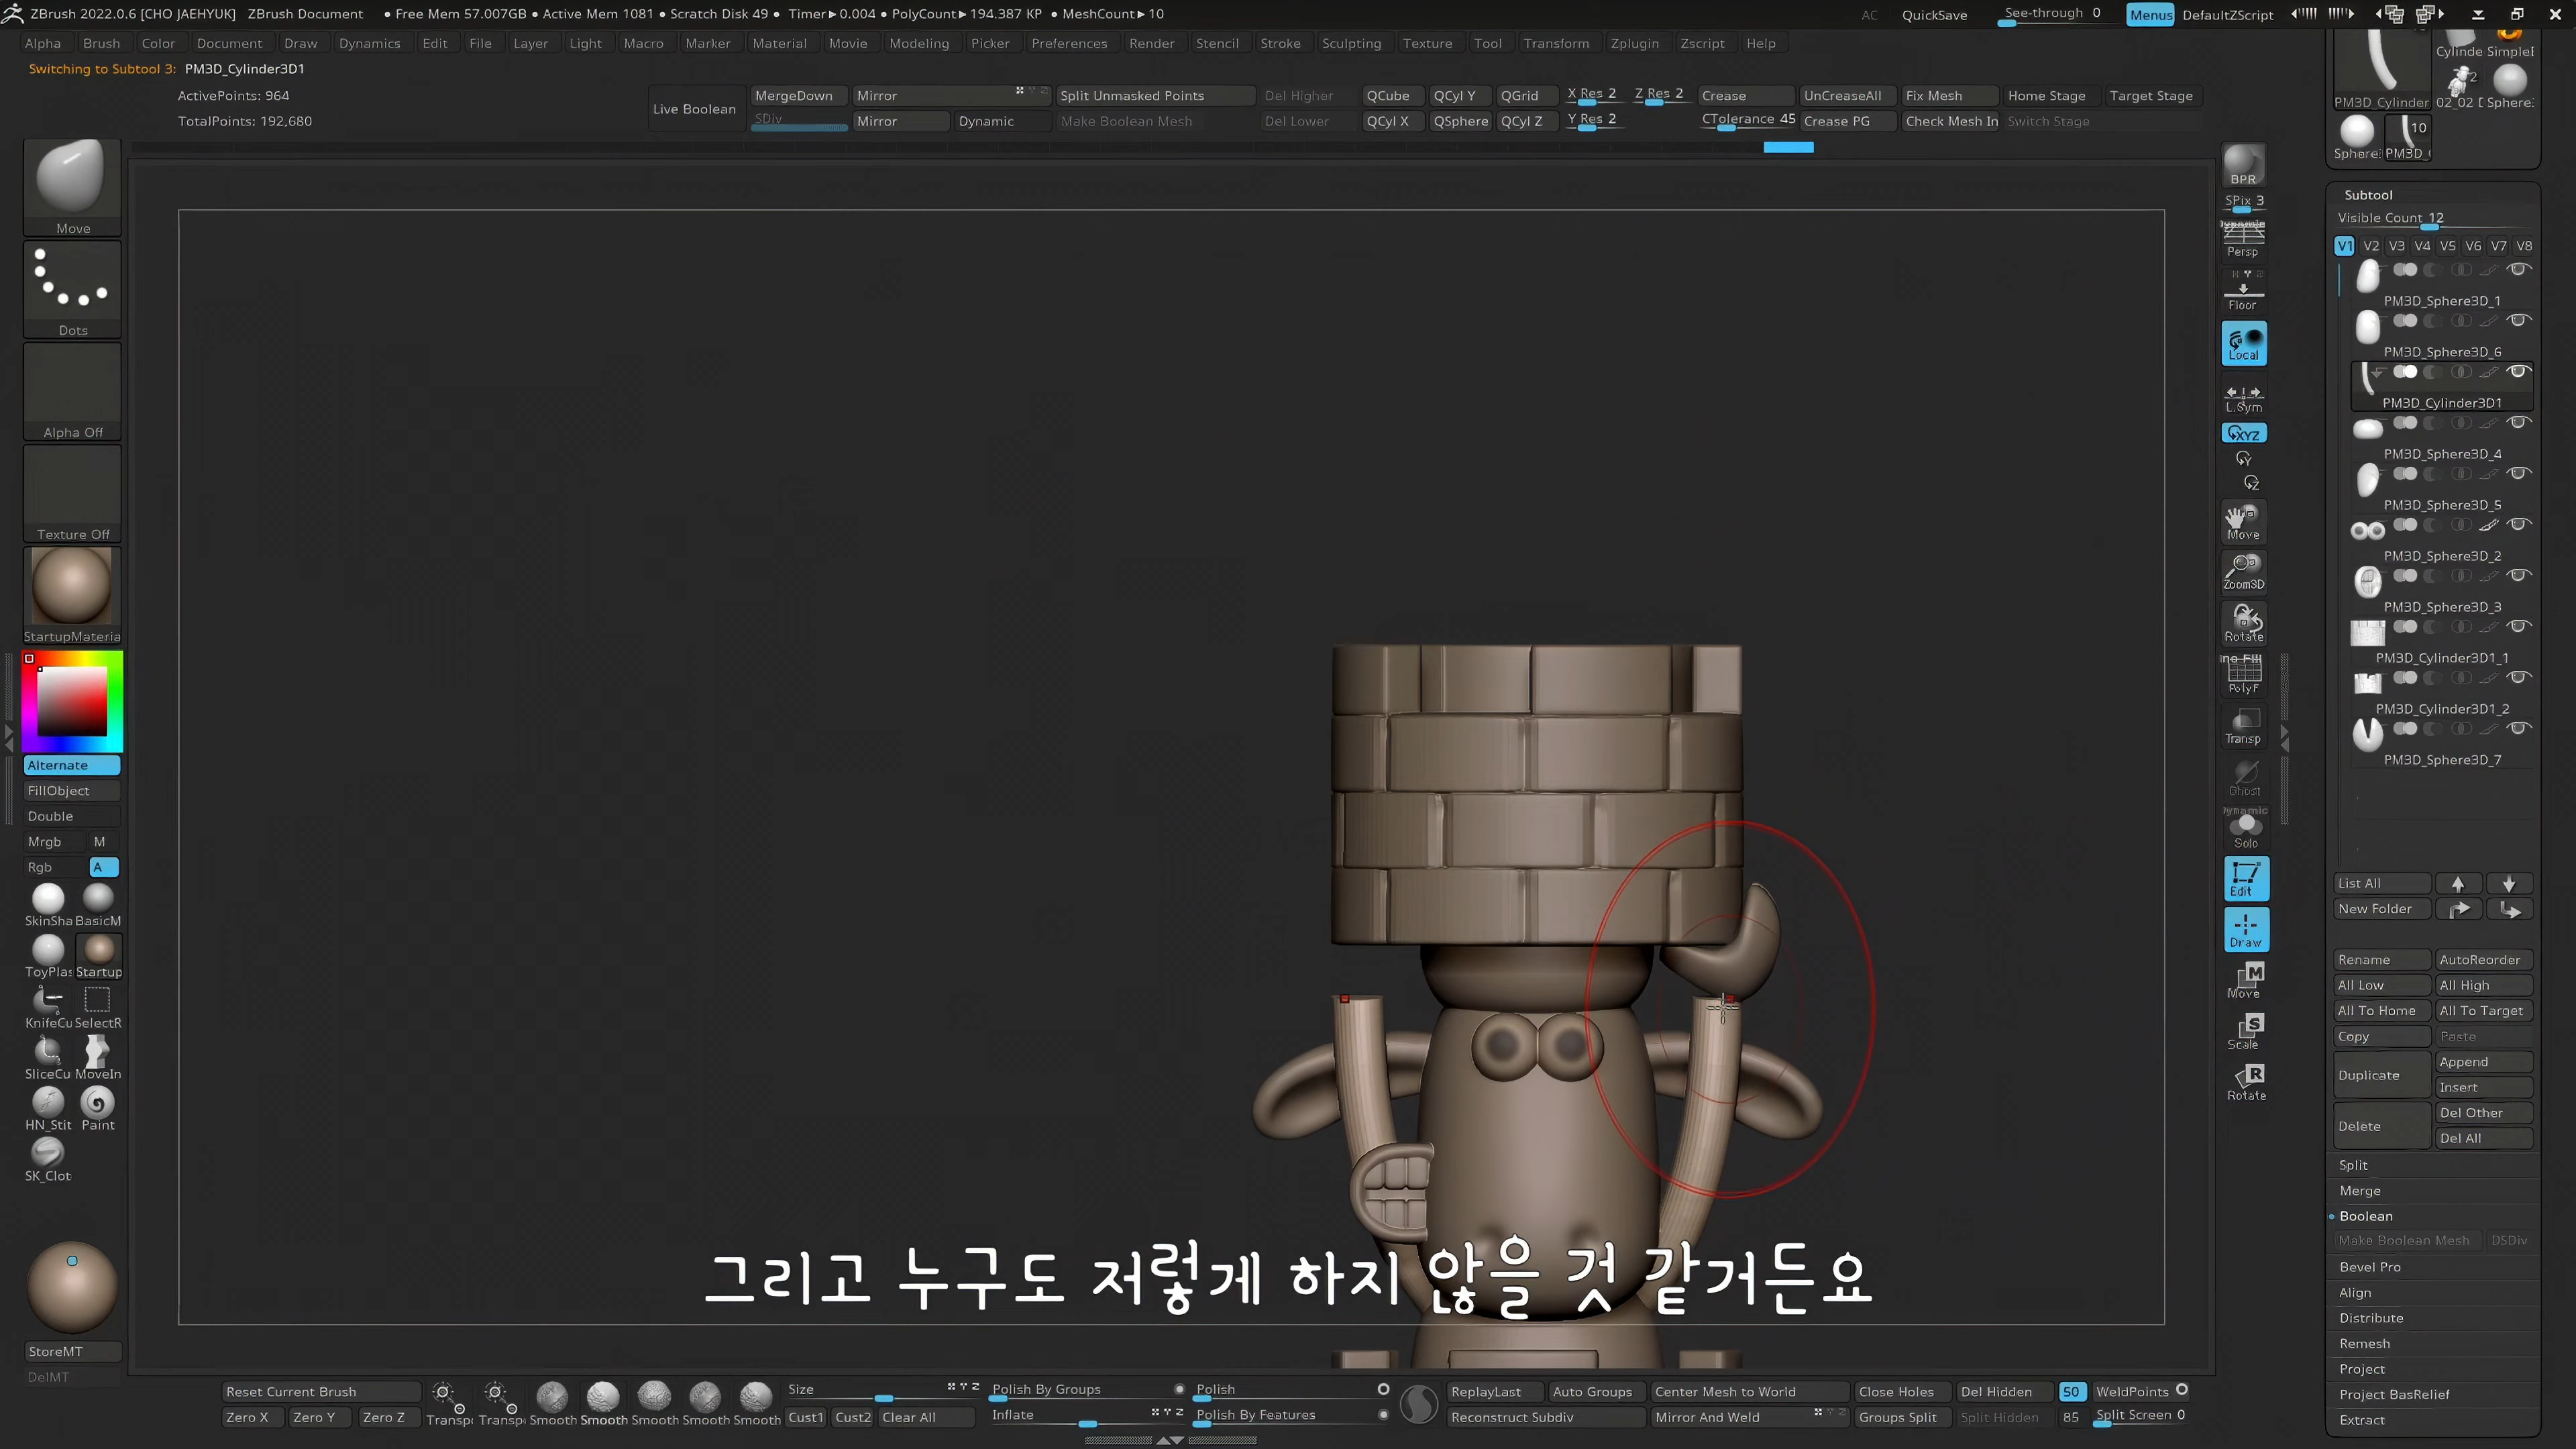 ZBrush 2022.0.6 [CHO JAEHYUK] ZBrush Document • Free Mem 57.007GB • Active Mem 1081 • Scratch Disk 49 • Timer▶0.004 • PolyCount▶194.387 KP • MeshCount▶10 AC QuickSave See-through 0 Menus DefaultZScript
Alpha Brush Color Document Draw Dynamics Edit File Layer Light Macro Marker Material Movie Modeling Picker Preferences Render Stencil Stroke Sculpting Texture Tool Transform Zplugin Zscript Help
Switching to Subtool 3: PM3D_Cylinder3D1
ActivePoints: 964
TotalPoints: 192,680
Live Boolean
MergeDown Mirror Split Unmasked Points Del Higher QCube QCyl Y QGrid X Res 2 Z Res 2 Crease UnCreaseAll Fix Mesh Home Stage Target Stage
SDiv Mirror Dynamic Make Boolean Mesh Del Lower QCyl X QSphere QCyl Z Y Res 2 CTolerance 45 Crease PG Check Mesh In Switch Stage
Move
Dots
Alpha Off
Texture Off
StartupMateria
Alternate
FillObject
Double
Mrgb M
Rgb A
SkinSha BasicM
ToyPlas Startup
KnifeCu SelectR
SliceCu MoveIn
HN_Stit Paint
SK_Clot
StoreMT
DelMT
BPR
SPix 3
Dynamic
Persp
Floor
Local
L.Sym
XYZ
Y
Z
Move
Zoom3D
Rotate
PolyF
Transp
Ghost
Dynamic
Solo
Edit
Draw
Move
Scale
Rotate
Cylinde SimpleB
PM3D_Cylinder 02_02 Sphere
Sphere PM3D_
10
Subtool
Visible Count 12
V1 V2 V3 V4 V5 V6 V7 V8
PM3D_Sphere3D_1
PM3D_Sphere3D_6
PM3D_Cylinder3D1
PM3D_Sphere3D_4
PM3D_Sphere3D_5
PM3D_Sphere3D_2
PM3D_Sphere3D_3
PM3D_Cylinder3D1_1
PM3D_Cylinder3D1_2
PM3D_Sphere3D_7
List All
New Folder
Rename AutoReorder
All Low All High
All To Home All To Target
Copy Paste
Duplicate Append
Insert
Delete Del Other
Del All
Split
Merge
Boolean
Make Boolean Mesh DSDiv
Bevel Pro
Align
Distribute
Remesh
Project
Project BasRelief
Extract
그리고 누구도 저렇게 하지 않을 것 같거든요
Reset Current Brush
Zero X Zero Y Zero Z Transp Transp Smooth Smooth Smooth Smooth Smooth
Size Polish By Groups Polish
Cust1 Cust2 Clear All Inflate Polish By Features
ReplayLast Auto Groups Center Mesh to World Close Holes Del Hidden 50 WeldPoints
Reconstruct Subdiv Mirror And Weld Groups Split Split Hidden 85 Split Screen 0